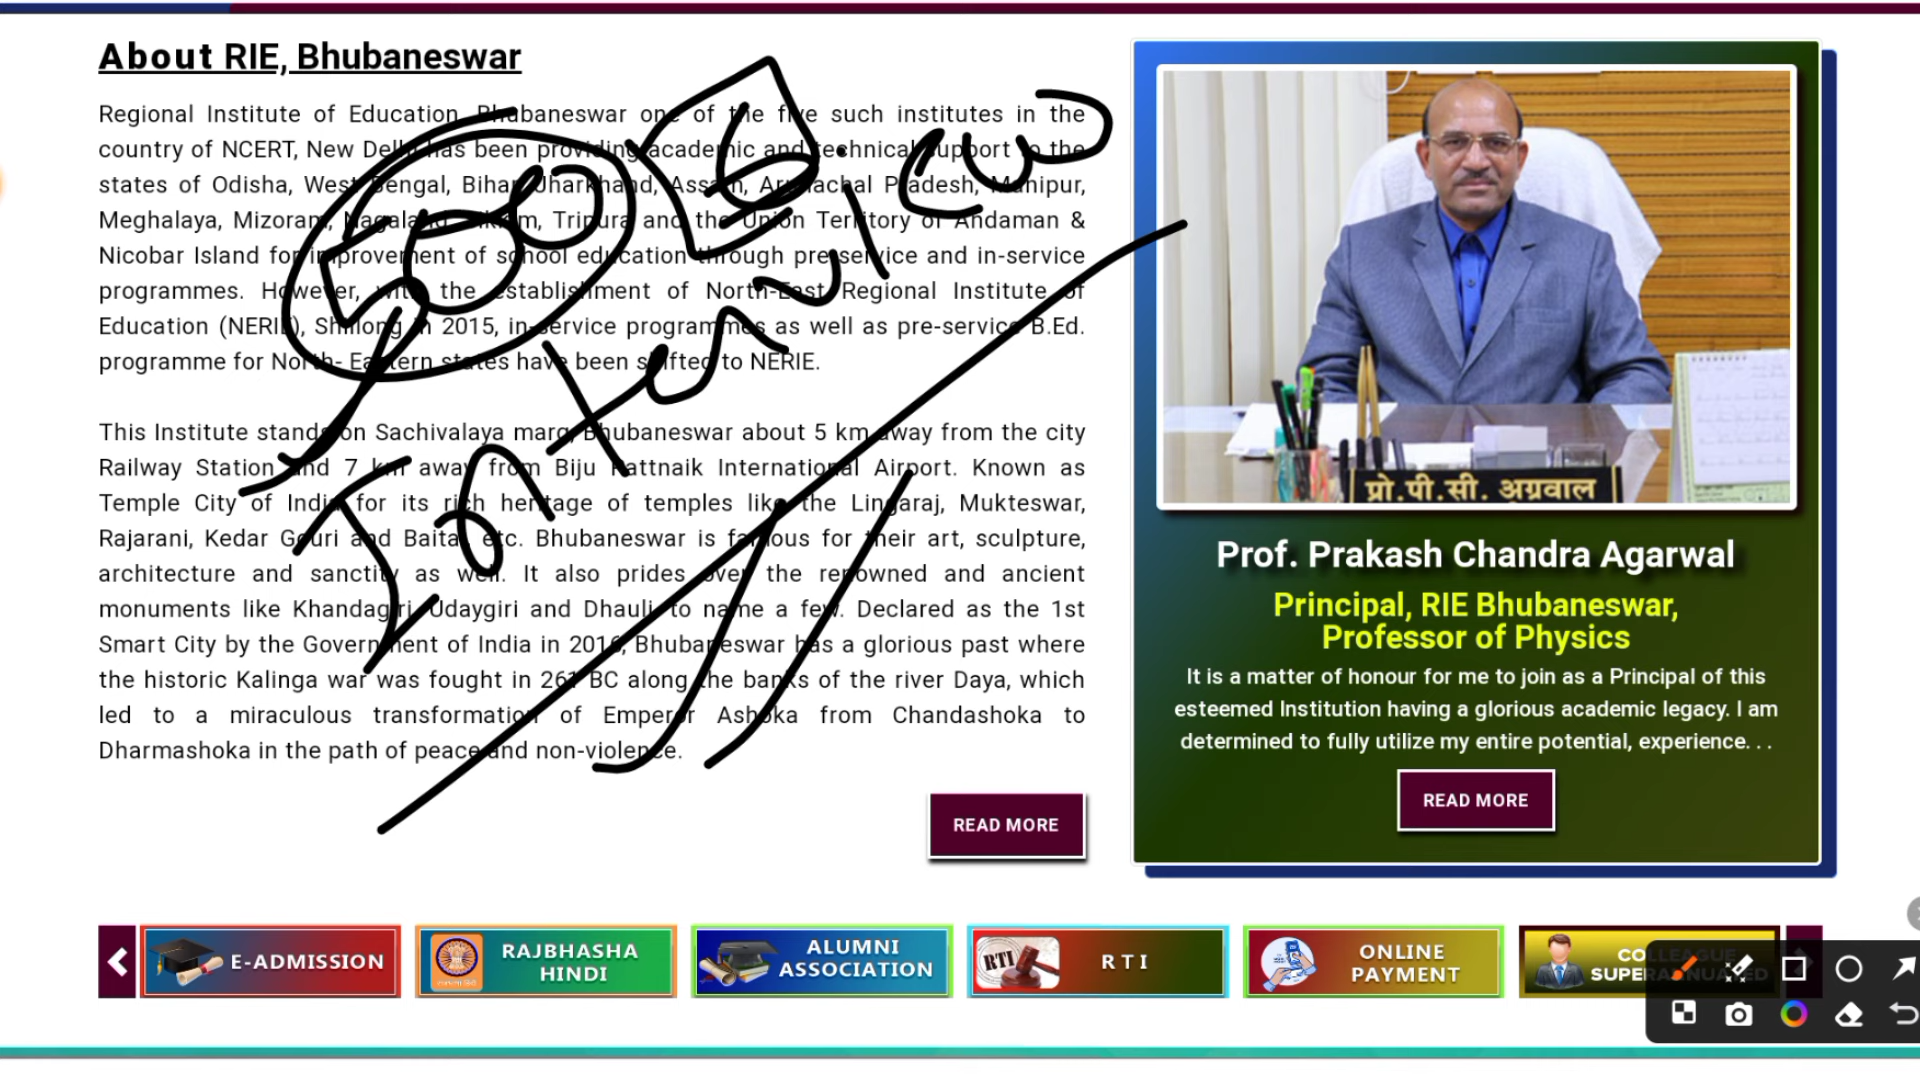 About RIE, Bhubaneswar
Regional Institute of Education, Bhubaneswar one of the five such institutes in the
country of NCERT, New Delhi has been providing academic and technical support to the
states of Odisha, West Bengal, Bihar, Jharkhand, Assam, Arunachal Pradesh, Manipur,
Meghalaya, Mizoram, Nagaland, Sikkim, Tripura and the Union Territory of Andaman &
Nicobar Island for improvement of school education through pre-service and in-service
programmes. However, with the establishment of North-East Regional Institute of
Education (NERIE), Shillong in 2015, in-service programmes as well as pre-service B.Ed.
programme for North- Eastern states have been shifted to NERIE.
This Institute stands on Sachivalaya marg, Bhubaneswar about 5 km away from the city
Railway Station and 7 km away from Biju Pattnaik International Airport. Known as
Temple City of India for its rich heritage of temples like the Lingaraj, Mukteswar,
Rajarani, Kedar Gouri and Baital etc. Bhubaneswar is famous for their art, sculpture,
architecture and sanctity as well. It also prides over the renowned and ancient
monuments like Khandagiri, Udaygiri and Dhauli, to name a few. Declared as the 1st
Smart City by the Government of India in 2016, Bhubaneswar has a glorious past where
the historic Kalinga war was fought in 261 BC along the banks of the river Daya, which
led to a miraculous transformation of Emperor Ashoka from Chandashoka to
Dharmashoka in the path of peace and non-violence.
READ MORE
500
6
Interview
प्रो.पी.सी. अग्रवाल
Prof. Prakash Chandra Agarwal
Principal, RIE Bhubaneswar,
Professor of Physics
It is a matter of honour for me to join as a Principal of this
esteemed Institution having a glorious academic legacy. I am
determined to fully utilize my entire potential, experience. . .
READ MORE
E-ADMISSION
RAJBHASHA
HINDI
ALUMNI
ASSOCIATION
RTI
R T I
ONLINE
PAYMENT
COLLEAGUE
SUPERANNUATED